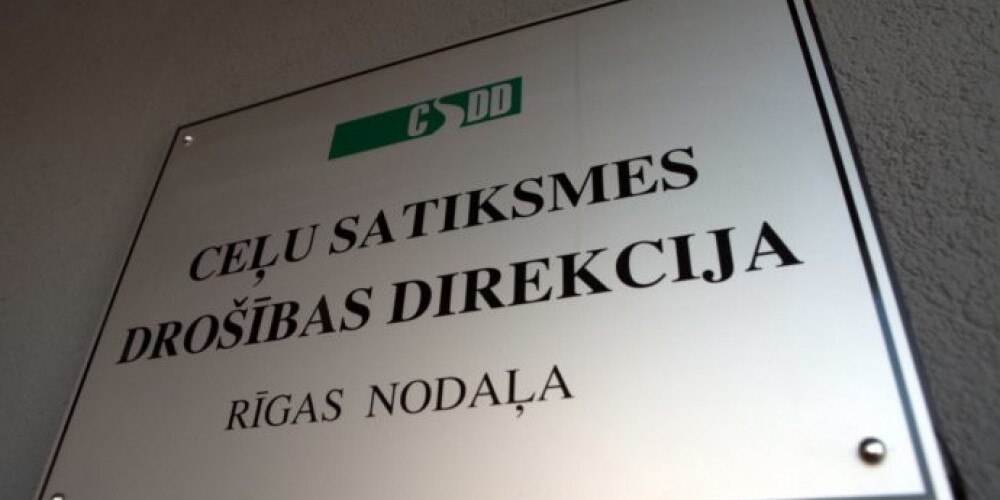 CSDD
CEĻU SATIKSMES
DROŠĪBAS DIREKCIJA
RĪGAS NODAĻA